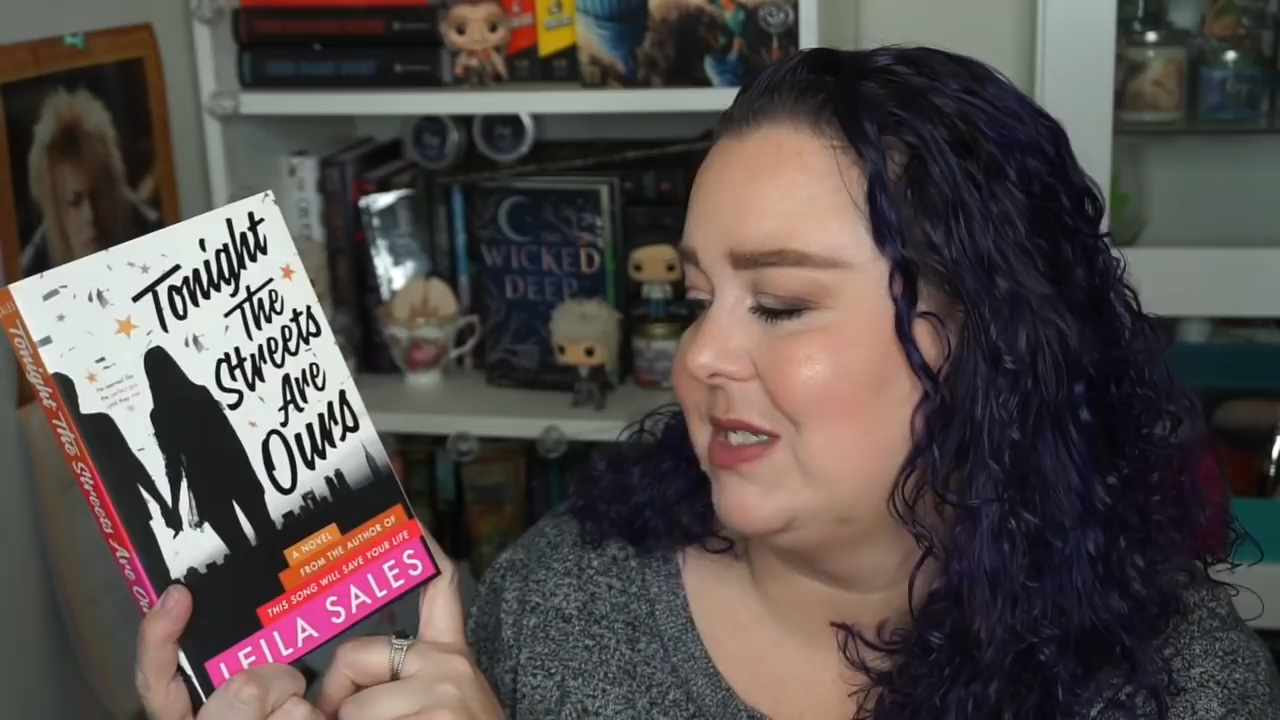 Tonight
The
Streets
Are
Ours
A NOVEL
FROM THE AUTHOR OF
THIS SONG WILL SAVE YOUR LIFE
LEILA SALES
Tonight The Streets Are Ou
WICKED
DEEP